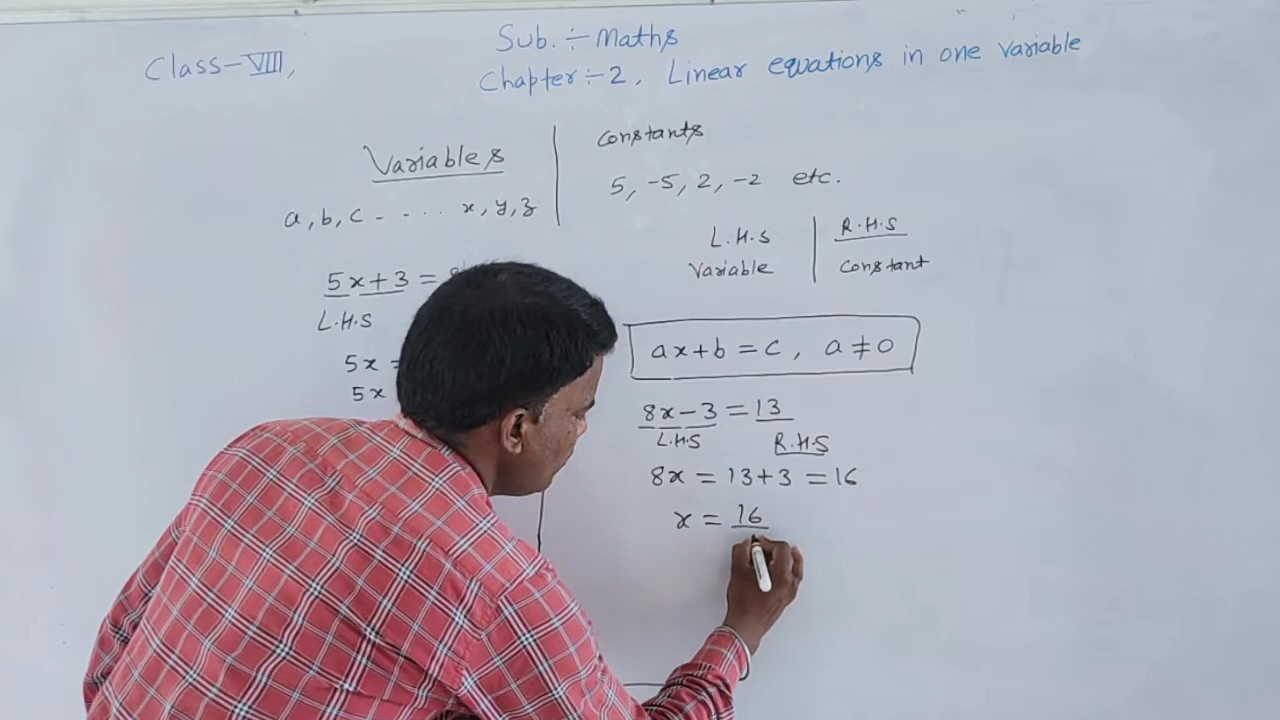 Sub. :- Maths
Class-VIII,
Chapter :- 2, Linear equations in one variable
Variables
a, b, c - - . . . x, y, z
Constants
5, -5, 2, -2 etc.
L.H.S
R.H.S
Variable
Constant
5x+3 =
L.H.S
5x =
5x
ax+b = c, a ≠ 0
8x-3 = 13
L.H.S R.H.S
8x = 13+3 = 16
x = 16